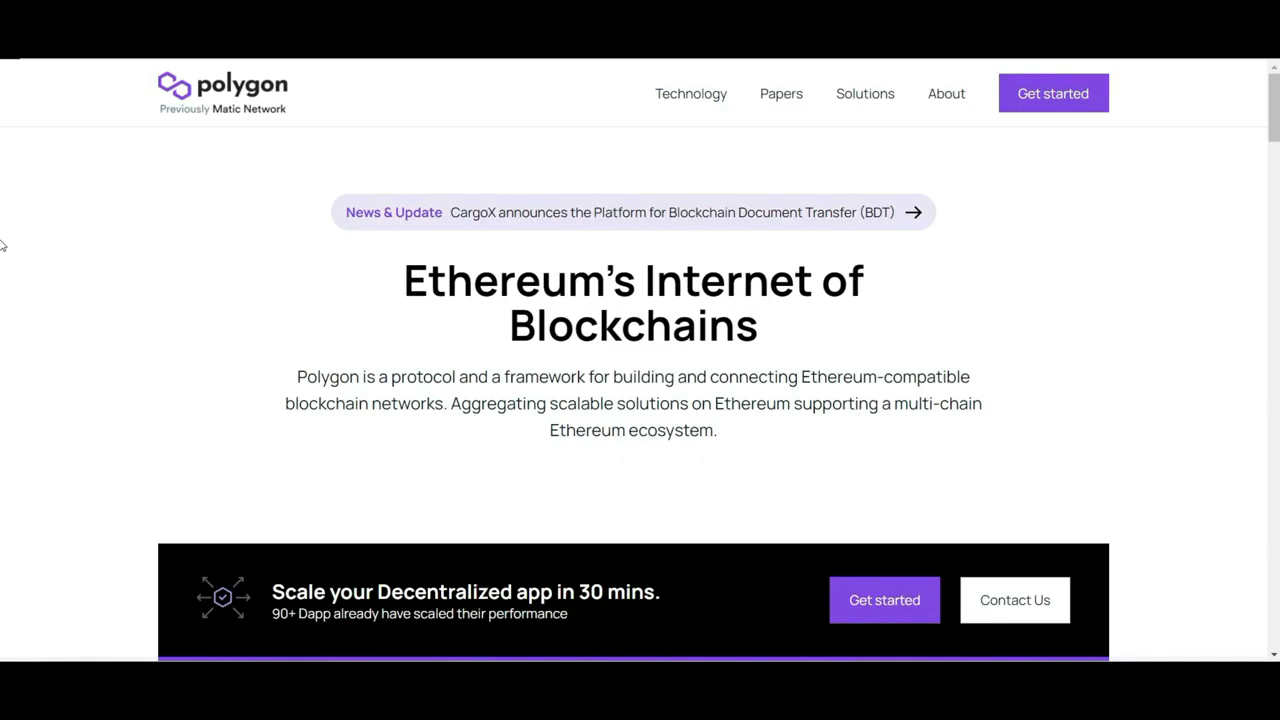 polygon
Previously Matic Network
Technology
Papers
Solutions
About
Get started
News & Update CargoX announces the Platform for Blockchain Document Transfer (BDT)
Ethereum’s Internet of
Blockchains
Polygon is a protocol and a framework for building and connecting Ethereum-compatible
blockchain networks. Aggregating scalable solutions on Ethereum supporting a multi-chain
Ethereum ecosystem.
Scale your Decentralized app in 30 mins.
90+ Dapp already have scaled their performance
Get started
Contact Us